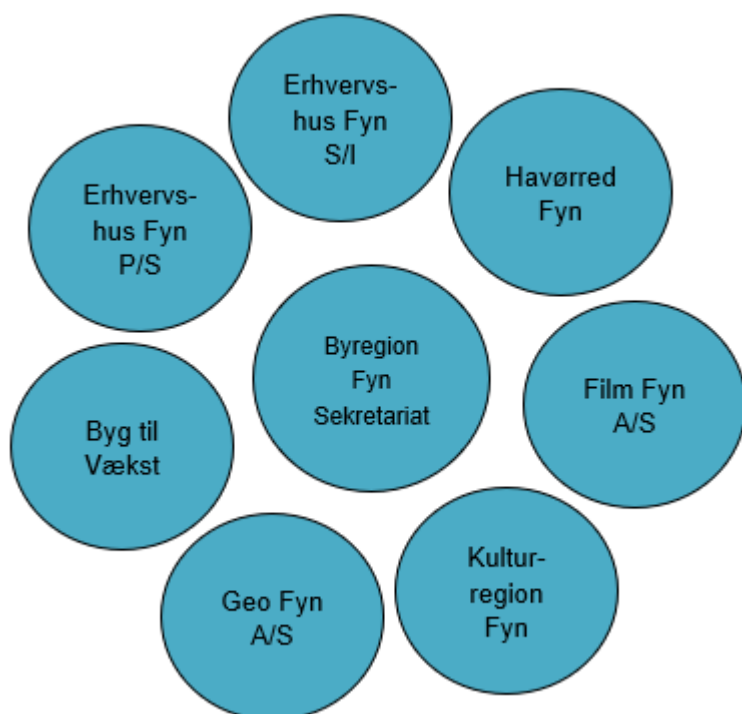 Erhvervs-
hus Fyn
S/I
Havørred
Fyn
Erhvervs-
hus Fyn
P/S
Byregion
Fyn
Sekretariat
Film Fyn
A/S
Byg til
Vækst
Kultur-
region
Fyn
Geo Fyn
A/S